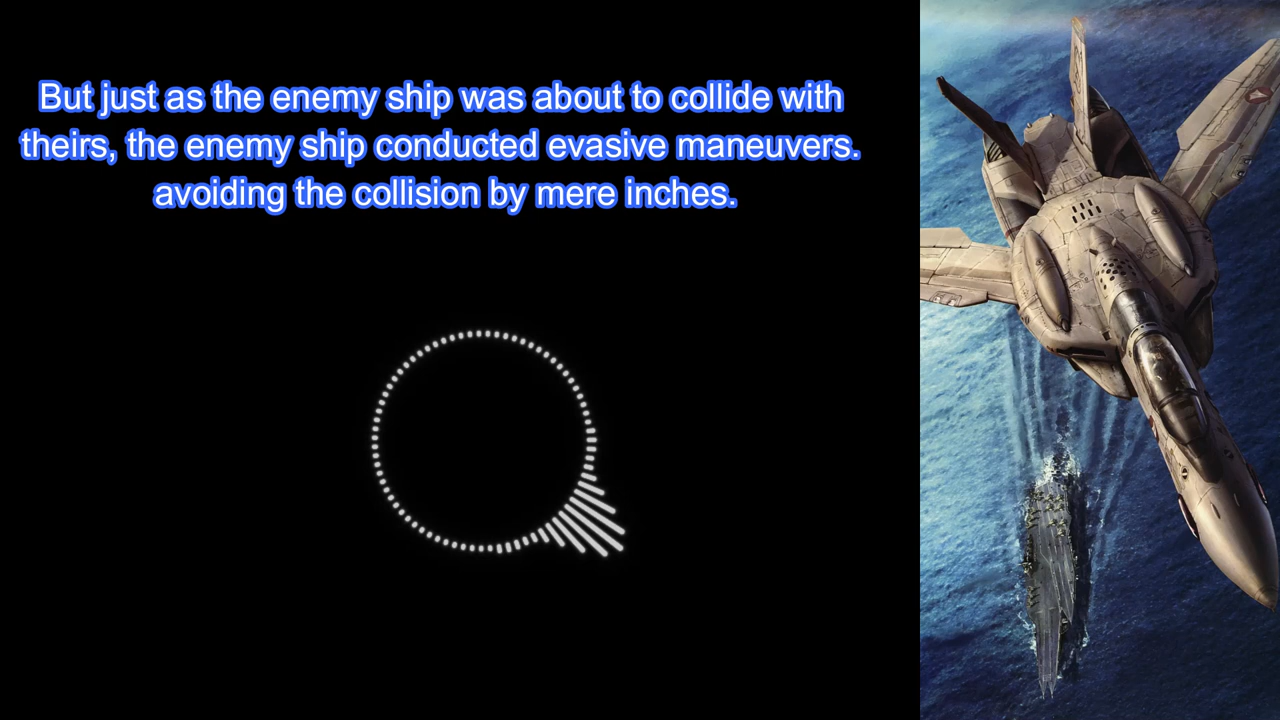 But just as the enemy ship was about to collide with
theirs, the enemy ship conducted evasive maneuvers.
avoiding the collision by mere inches.